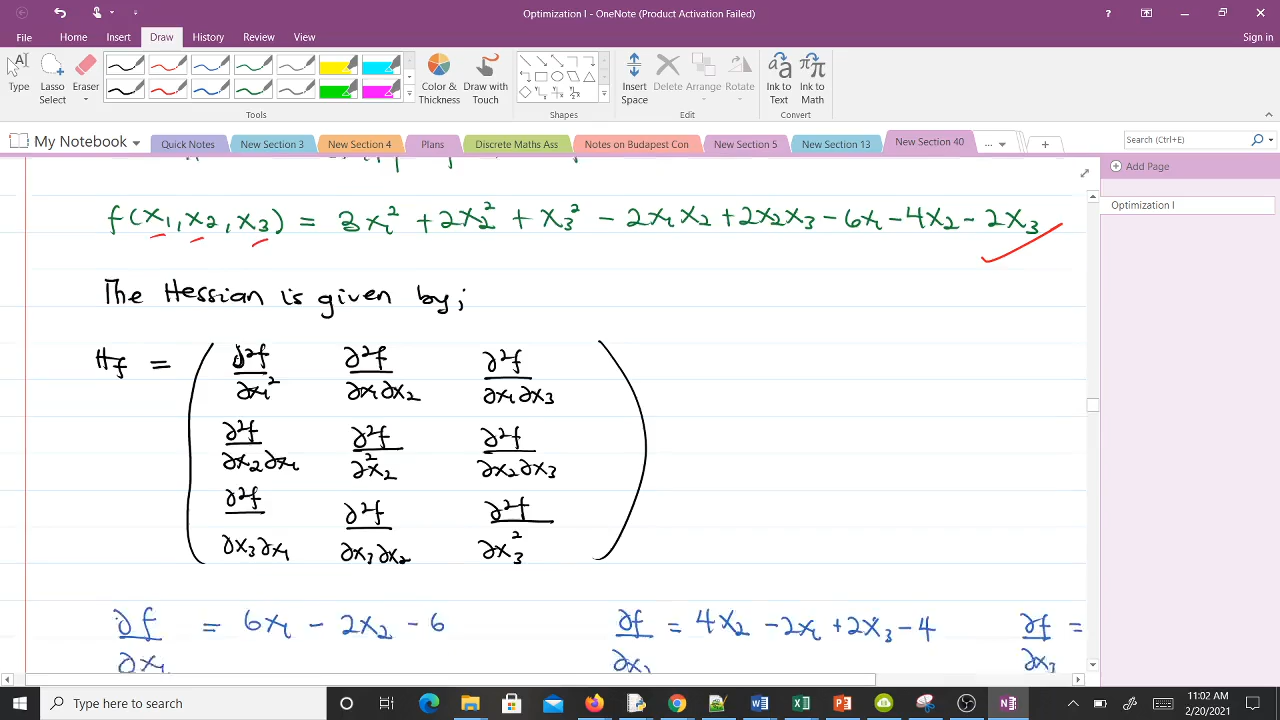 Optimization I - OneNote (Product Activation Failed)
File Home Insert Draw History Review View Sign in
Type Lasso Select Eraser Color & Thickness Draw with Touch Insert Space Delete Arrange Rotate Ink to Text Ink to Math
Tools Shapes Edit Convert
My Notebook Quick Notes New Section 3 New Section 4 Plans Discrete Maths Ass Notes on Budapest Con New Section 5 New Section 13 New Section 40 ... Search (Ctrl+E)
Add Page
Optimization I
f(x₁, x₂, x₃) = 3x₁² + 2x₂² + x₃² - 2x₁x₂ + 2x₂x₃ - 6x₁ - 4x₂ - 2x₃
The Hessian is given by;
Hf = ( ∂²f/∂x₁² ∂²f/∂x₁∂x₂ ∂²f/∂x₁∂x₃
∂²f/∂x₂∂x₁ ∂²f/∂²x₂ ∂²f/∂x₂∂x₃
∂²f/∂x₃∂x₁ ∂²f/∂x₃∂x₂ ∂²f/∂x₃² )
∂f/∂x₁ = 6x₁ - 2x₂ - 6 ∂f/∂x₂ = 4x₂ - 2x₁ + 2x₃ - 4 ∂f/∂x₃ =
Type here to search
11:02 AM
2/20/2021